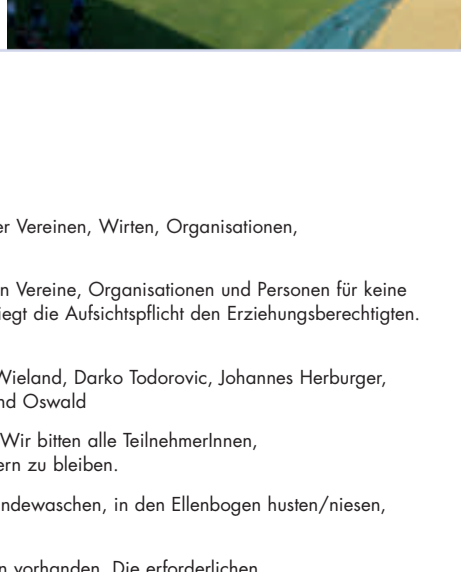 er Vereinen, Wirten, Organisationen,
n Vereine, Organisationen und Personen für keine
iegt die Aufsichtspflicht den Erziehungsberechtigten.
Wieland, Darko Todorovic, Johannes Herburger,
nd Oswald
Wir bitten alle TeilnehmerInnen,
ern zu bleiben.
ndewaschen, in den Ellenbogen husten/niesen,
n vorhanden. Die erforderlichen